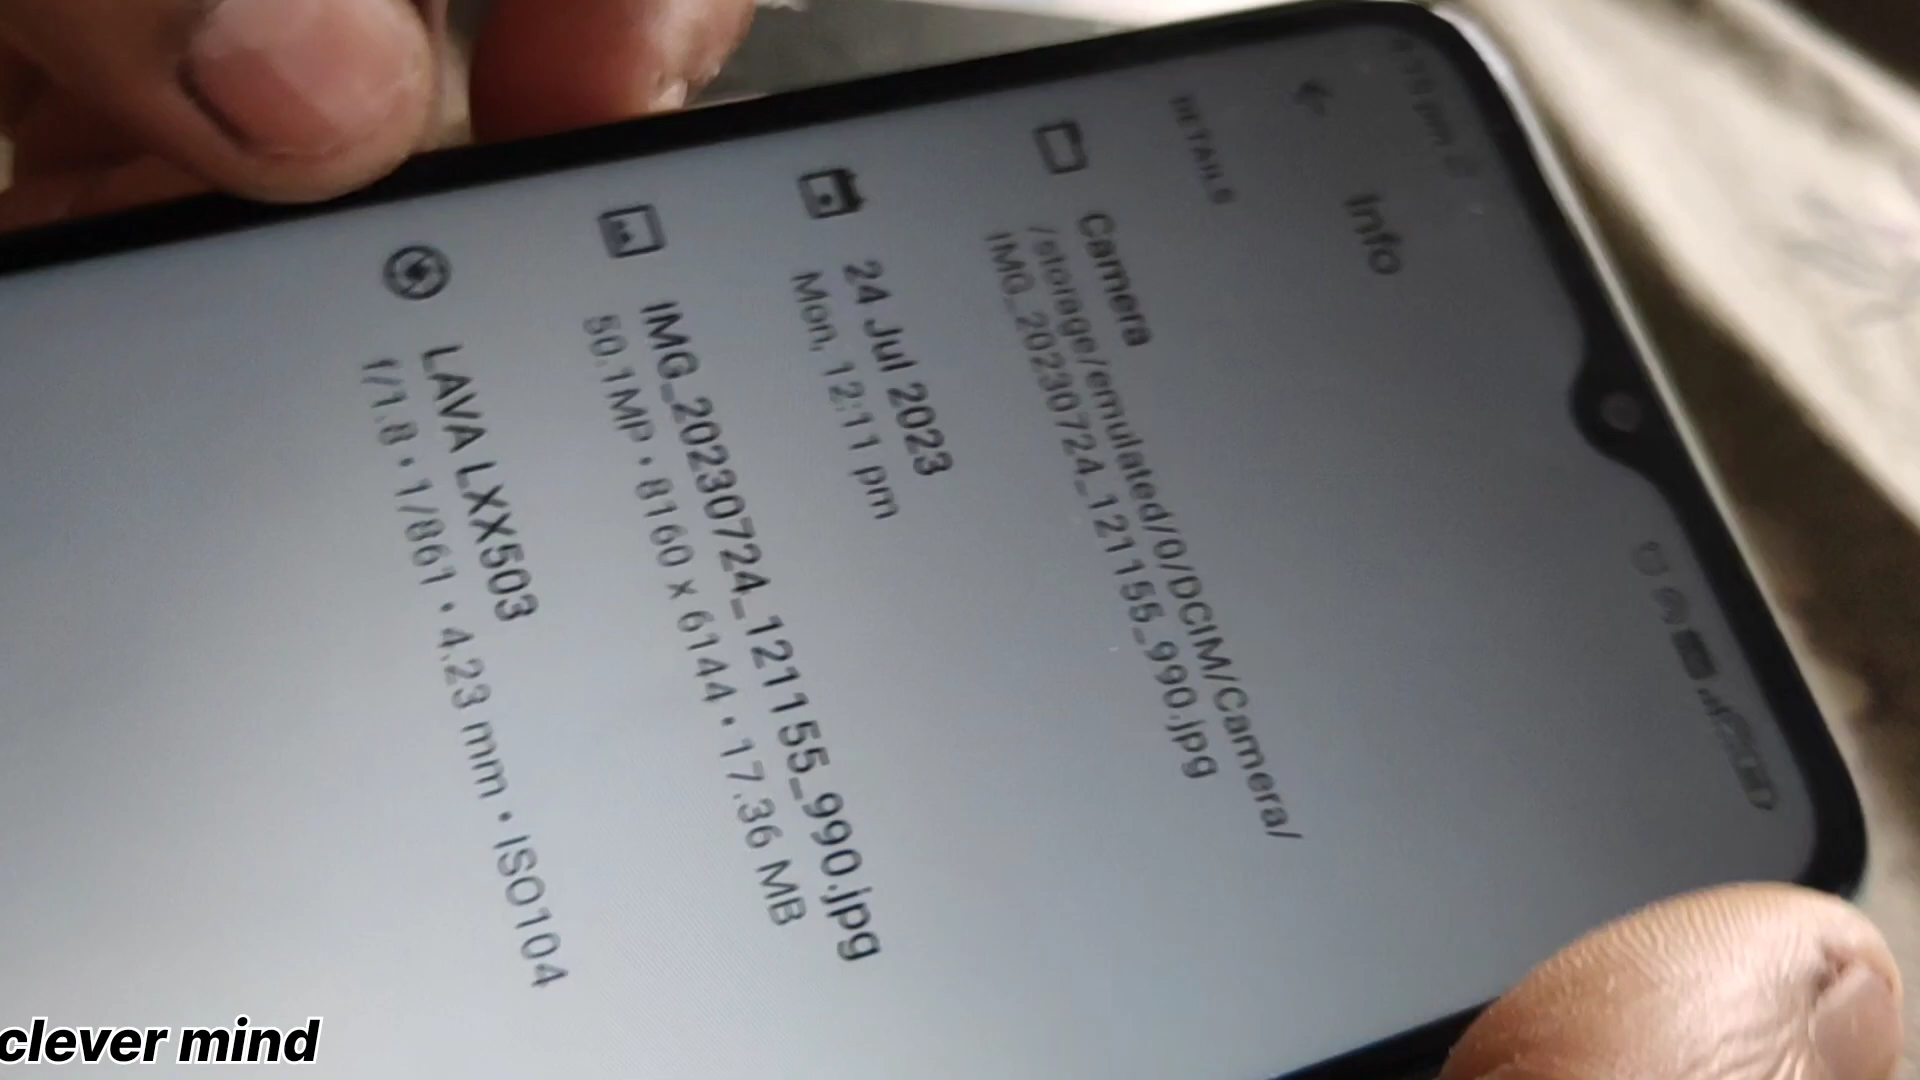 Info
DETAILS
Camera
/storage/emulated/0/DCIM/Camera/
IMG_20230724_121155_990.jpg
24 Jul 2023
Mon, 12:11 pm
IMG_20230724_121155_990.jpg
50.1MP • 8160 x 6144 • 17.36 MB
LAVA LXX503
f/1.8 • 1/861 • 4.23 mm • ISO104
clever mind